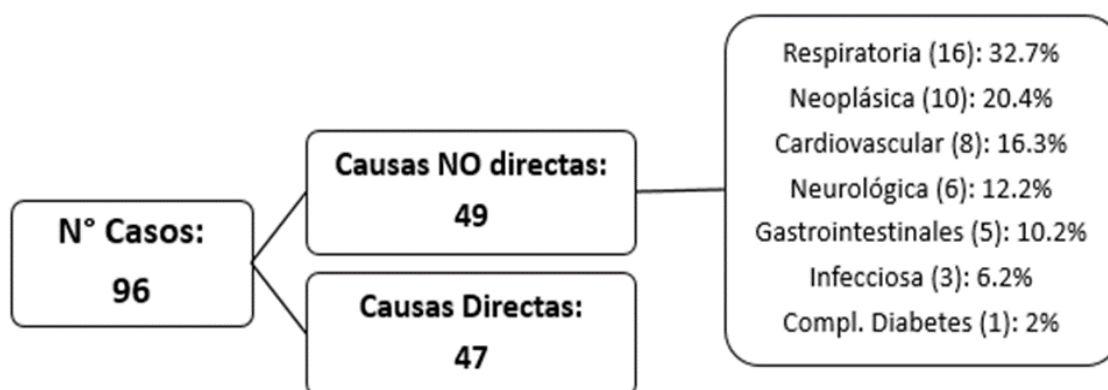 N° Casos:
96
Causas NO directas:
49
Causas Directas:
47
Respiratoria (16): 32.7%
Neoplásica (10): 20.4%
Cardiovascular (8): 16.3%
Neurológica (6): 12.2%
Gastrointestinales (5): 10.2%
Infecciosa (3): 6.2%
Compl. Diabetes (1): 2%